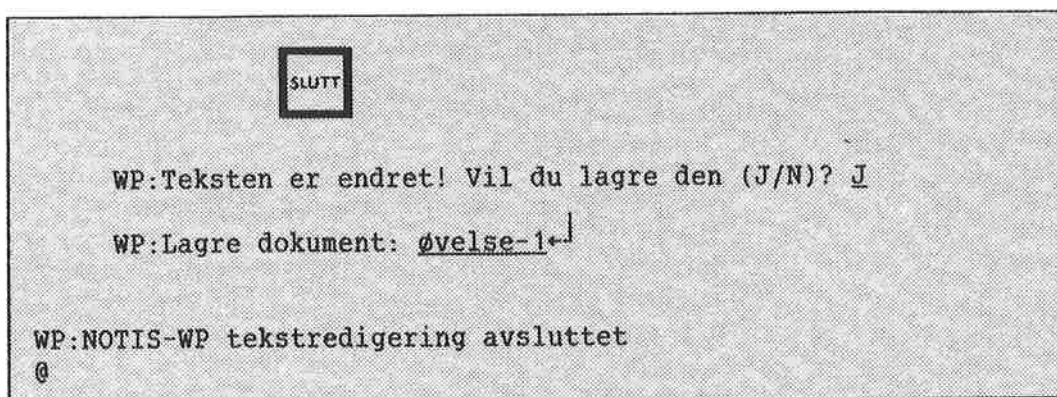 SLUTT
WP:Teksten er endret! Vil du lagre den (J/N)? J
WP:Lagre dokument: øvelse-1↵
WP:NOTIS-WP tekstredigering avsluttet
@